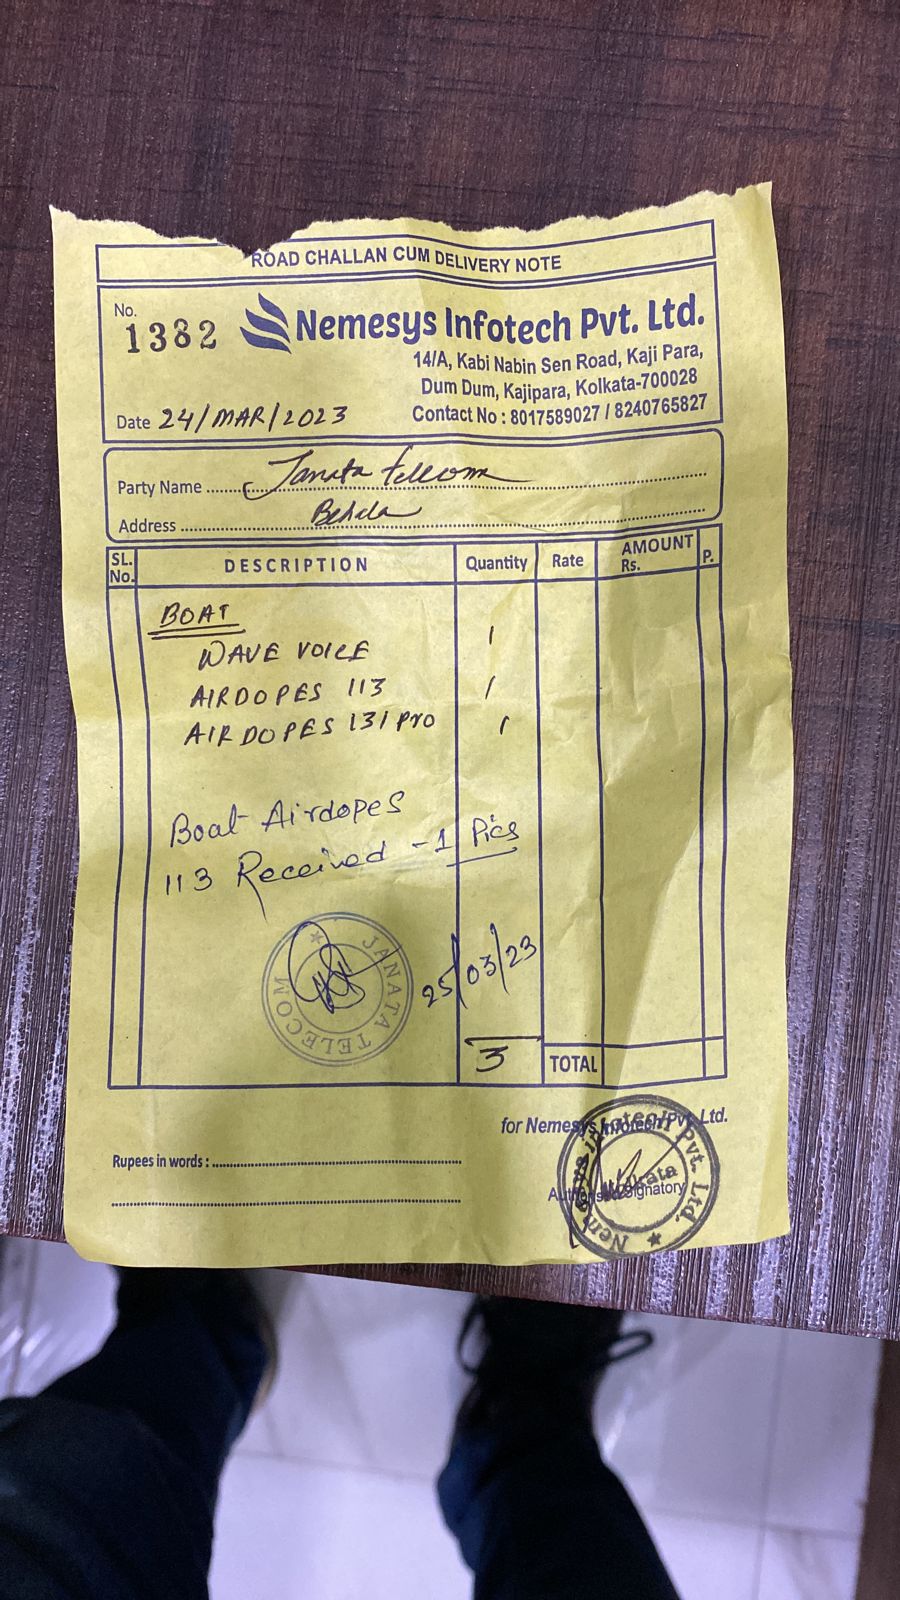 ROAD CHALLAN CUM DELIVERY NOTE
No.
1382
Nemesys Infotech Pvt. Ltd.
14/A, Kabi Nabin Sen Road, Kaji Para,
Dum Dum, Kajipara, Kolkata-700028
Contact No : 8017589027 / 8240765827
Date 24/MAR/2023
Party Name Janata telecom
Address Behala
SL. No. DESCRIPTION Quantity Rate AMOUNT Rs. P.
BOAT
WAVE VOICE 1
AIRDOPES 113 1
AIRDOPES 131 PRO 1
Boat Airdopes
113 Received - 1 Pics
JANATA TELECOM
25/03/23
3 TOTAL
for Nemesys Infotech Pvt. Ltd.
Rupees in words :
Authorised Signatory
Nemesys Infotech Pvt. Ltd.
Kolkata